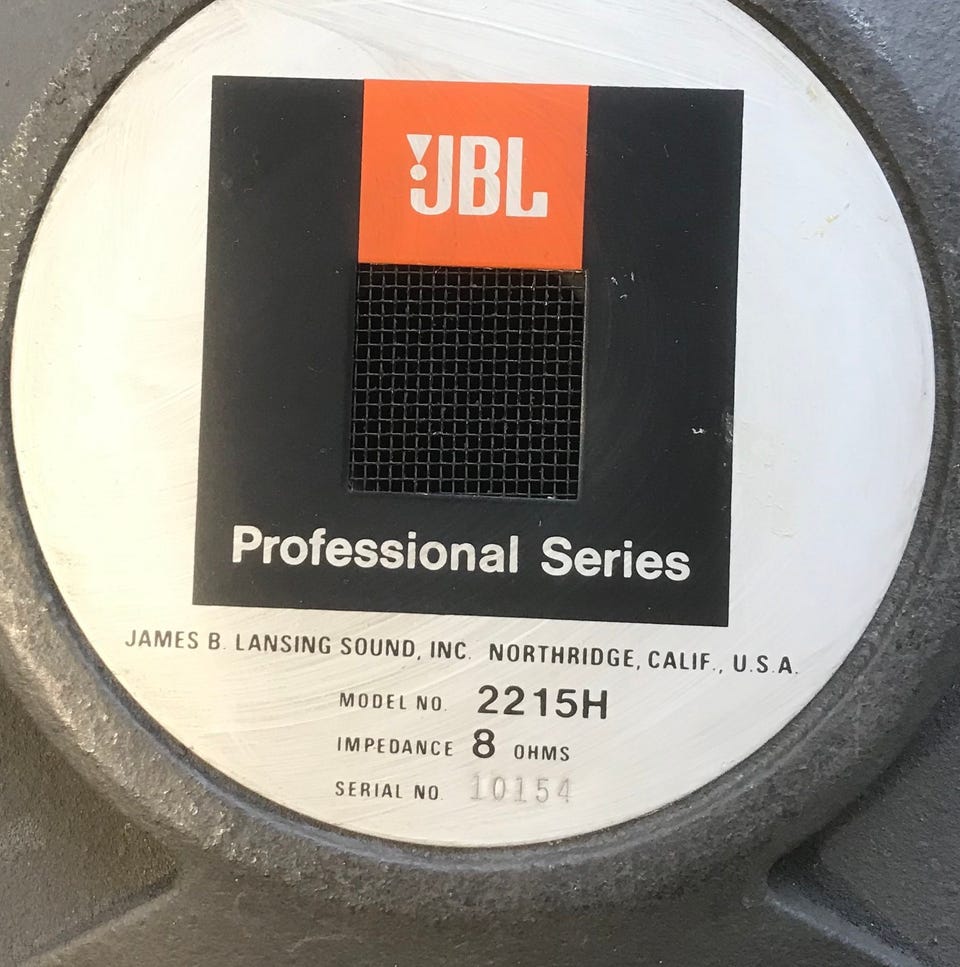 JBL
Professional Series
JAMES B. LANSING SOUND, INC. NORTHRIDGE, CALIF., U.S.A.
MODEL NO. 2215H
IMPEDANCE 8 OHMS
SERIAL NO. 10154